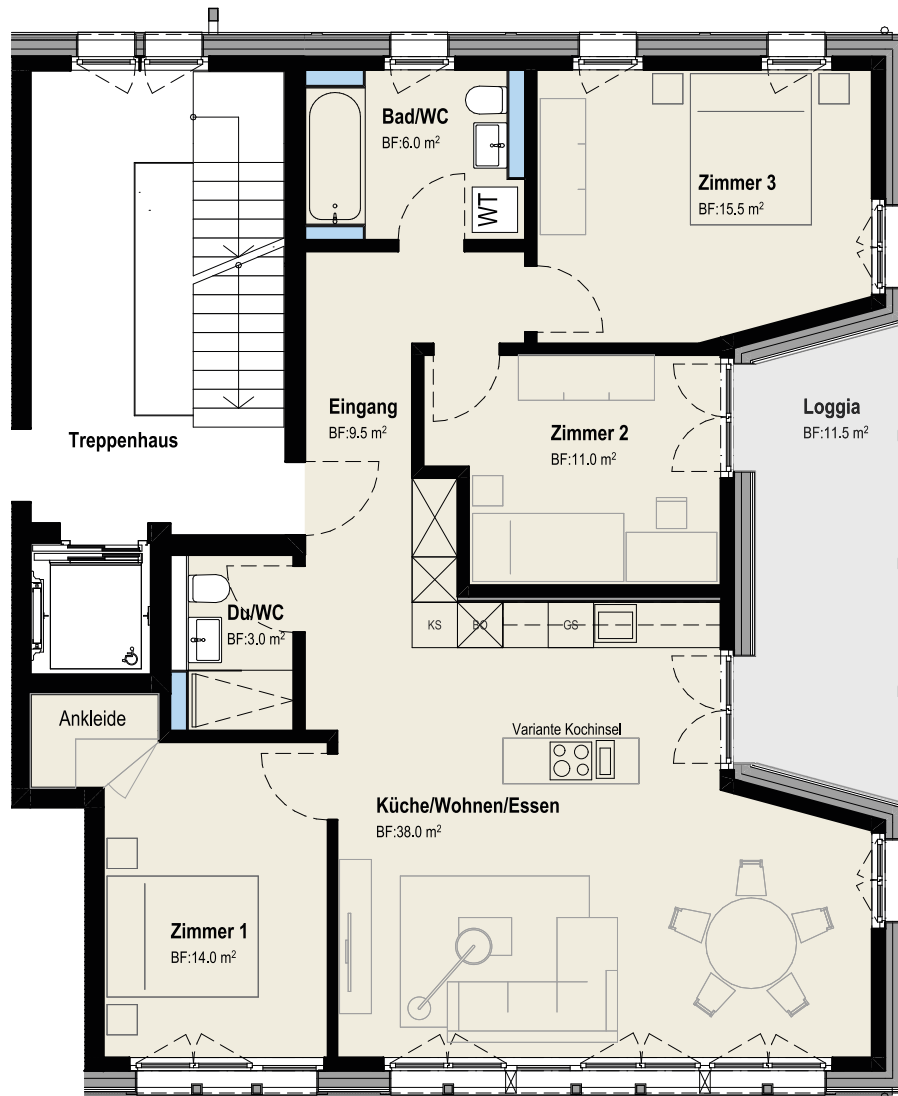 Bad/WC
BF:6.0 m²
WT
Zimmer 3
BF:15.5 m²
Eingang
BF:9.5 m²
Treppenhaus
Zimmer 2
BF:11.0 m²
Loggia
BF:11.5 m²
Du/WC
BF:3.0 m²
KS
BO
GS
Ankleide
Variante Kochinsel
Küche/Wohnen/Essen
BF:38.0 m²
Zimmer 1
BF:14.0 m²